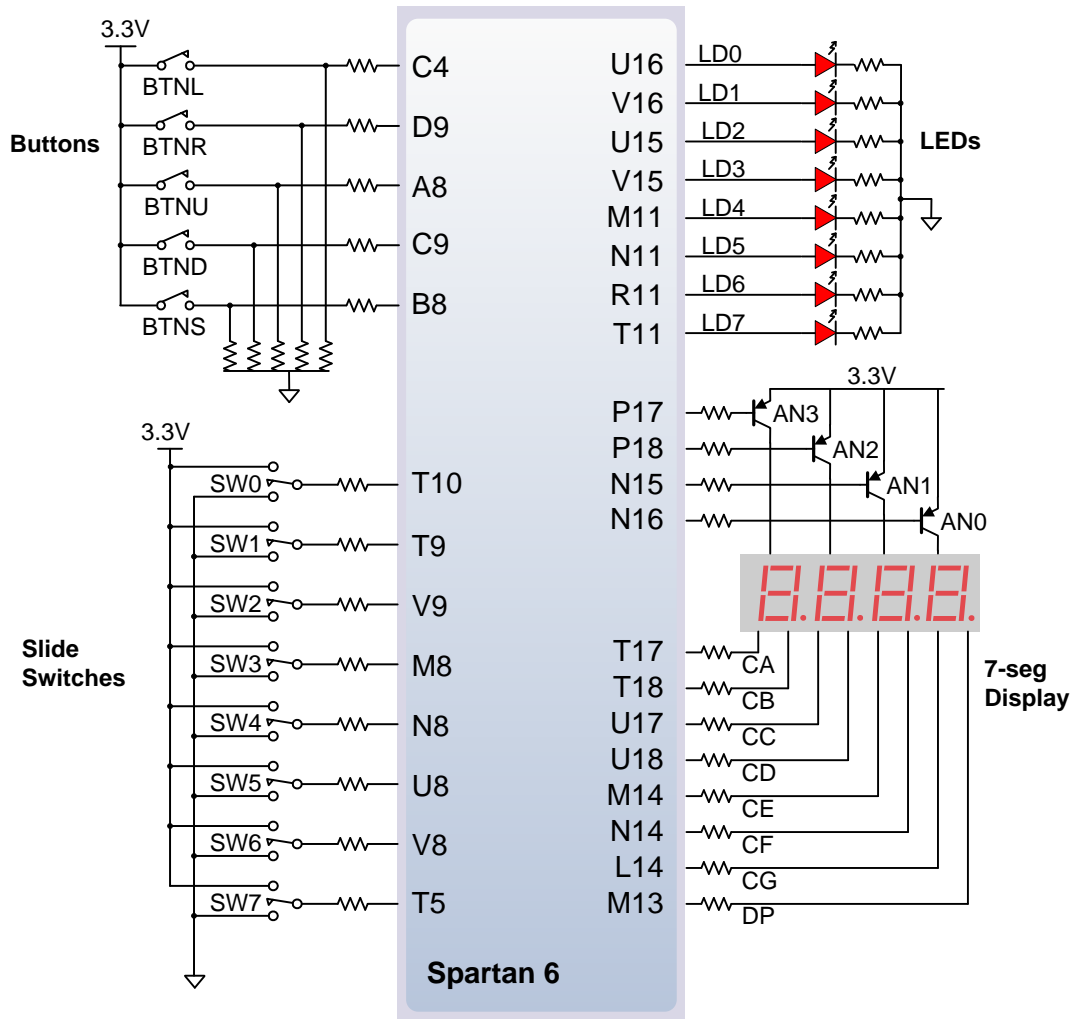 3.3V
BTNL
BTNR
BTNU
BTND
BTNS
Buttons
C4
D9
A8
C9
B8
U16
V16
U15
V15
M11
N11
R11
T11
LD0
LD1
LD2
LD3
LD4
LD5
LD6
LD7
LEDs
3.3V
SW0
SW1
SW2
SW3
SW4
SW5
SW6
SW7
Slide
Switches
T10
T9
V9
M8
N8
U8
V8
T5
3.3V
P17
P18
N15
N16
AN3
AN2
AN1
AN0
8.8.8.8.
T17
T18
U17
U18
M14
N14
L14
M13
CA
CB
CC
CD
CE
CF
CG
DP
7-seg
Display
Spartan 6